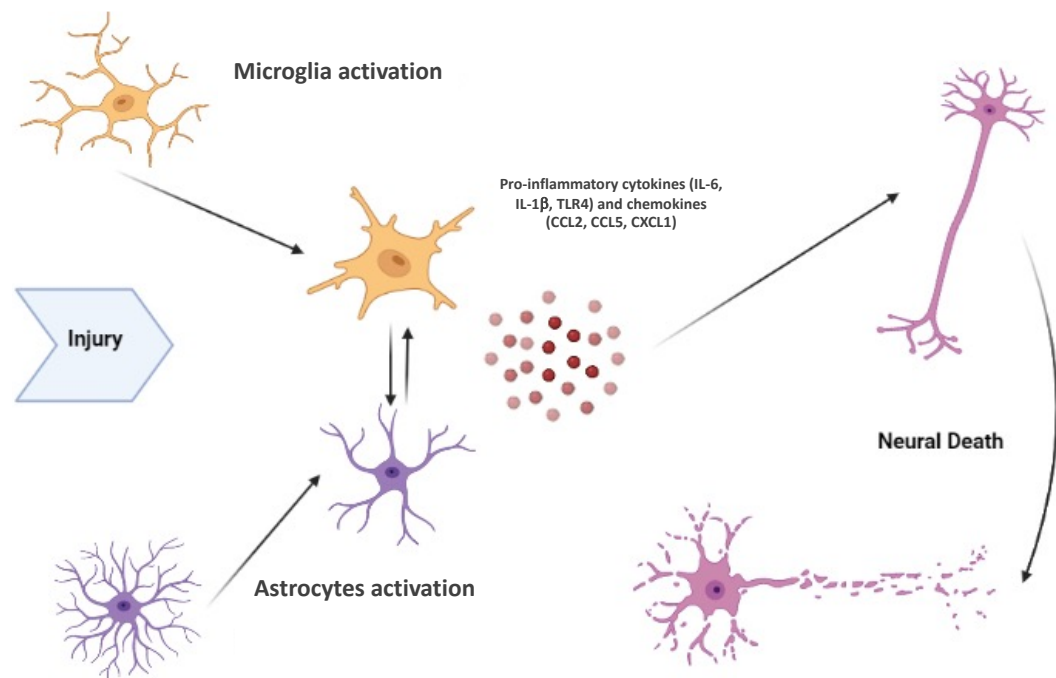 Microglia activation
Pro-inflammatory cytokines (IL-6,
IL-1β, TLR4) and chemokines
(CCL2, CCL5, CXCL1)
Injury
Neural Death
Astrocytes activation